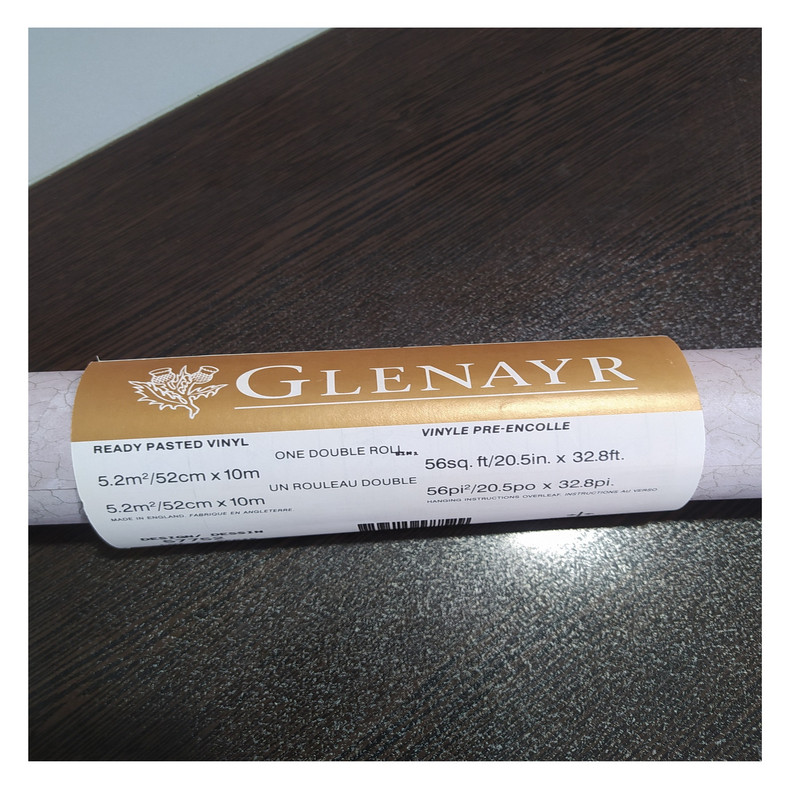 GLENAYR
READY PASTED VINYL
ONE DOUBLE ROLL
VINYLE PRE-ENCOLLE
5.2m²/52cm x 10m
56sq. ft/20.5in. x 32.8ft.
UN ROULEAU DOUBLE
5.2m²/52cm x 10m
56pi²/20.5po x 32.8pi.
MADE IN ENGLAND. FABRIQUE EN ANGLETERRE
HANGING INSTRUCTIONS OVERLEAF. INSTRUCTIONS AU VERSO
DESIGN/ DESSIN